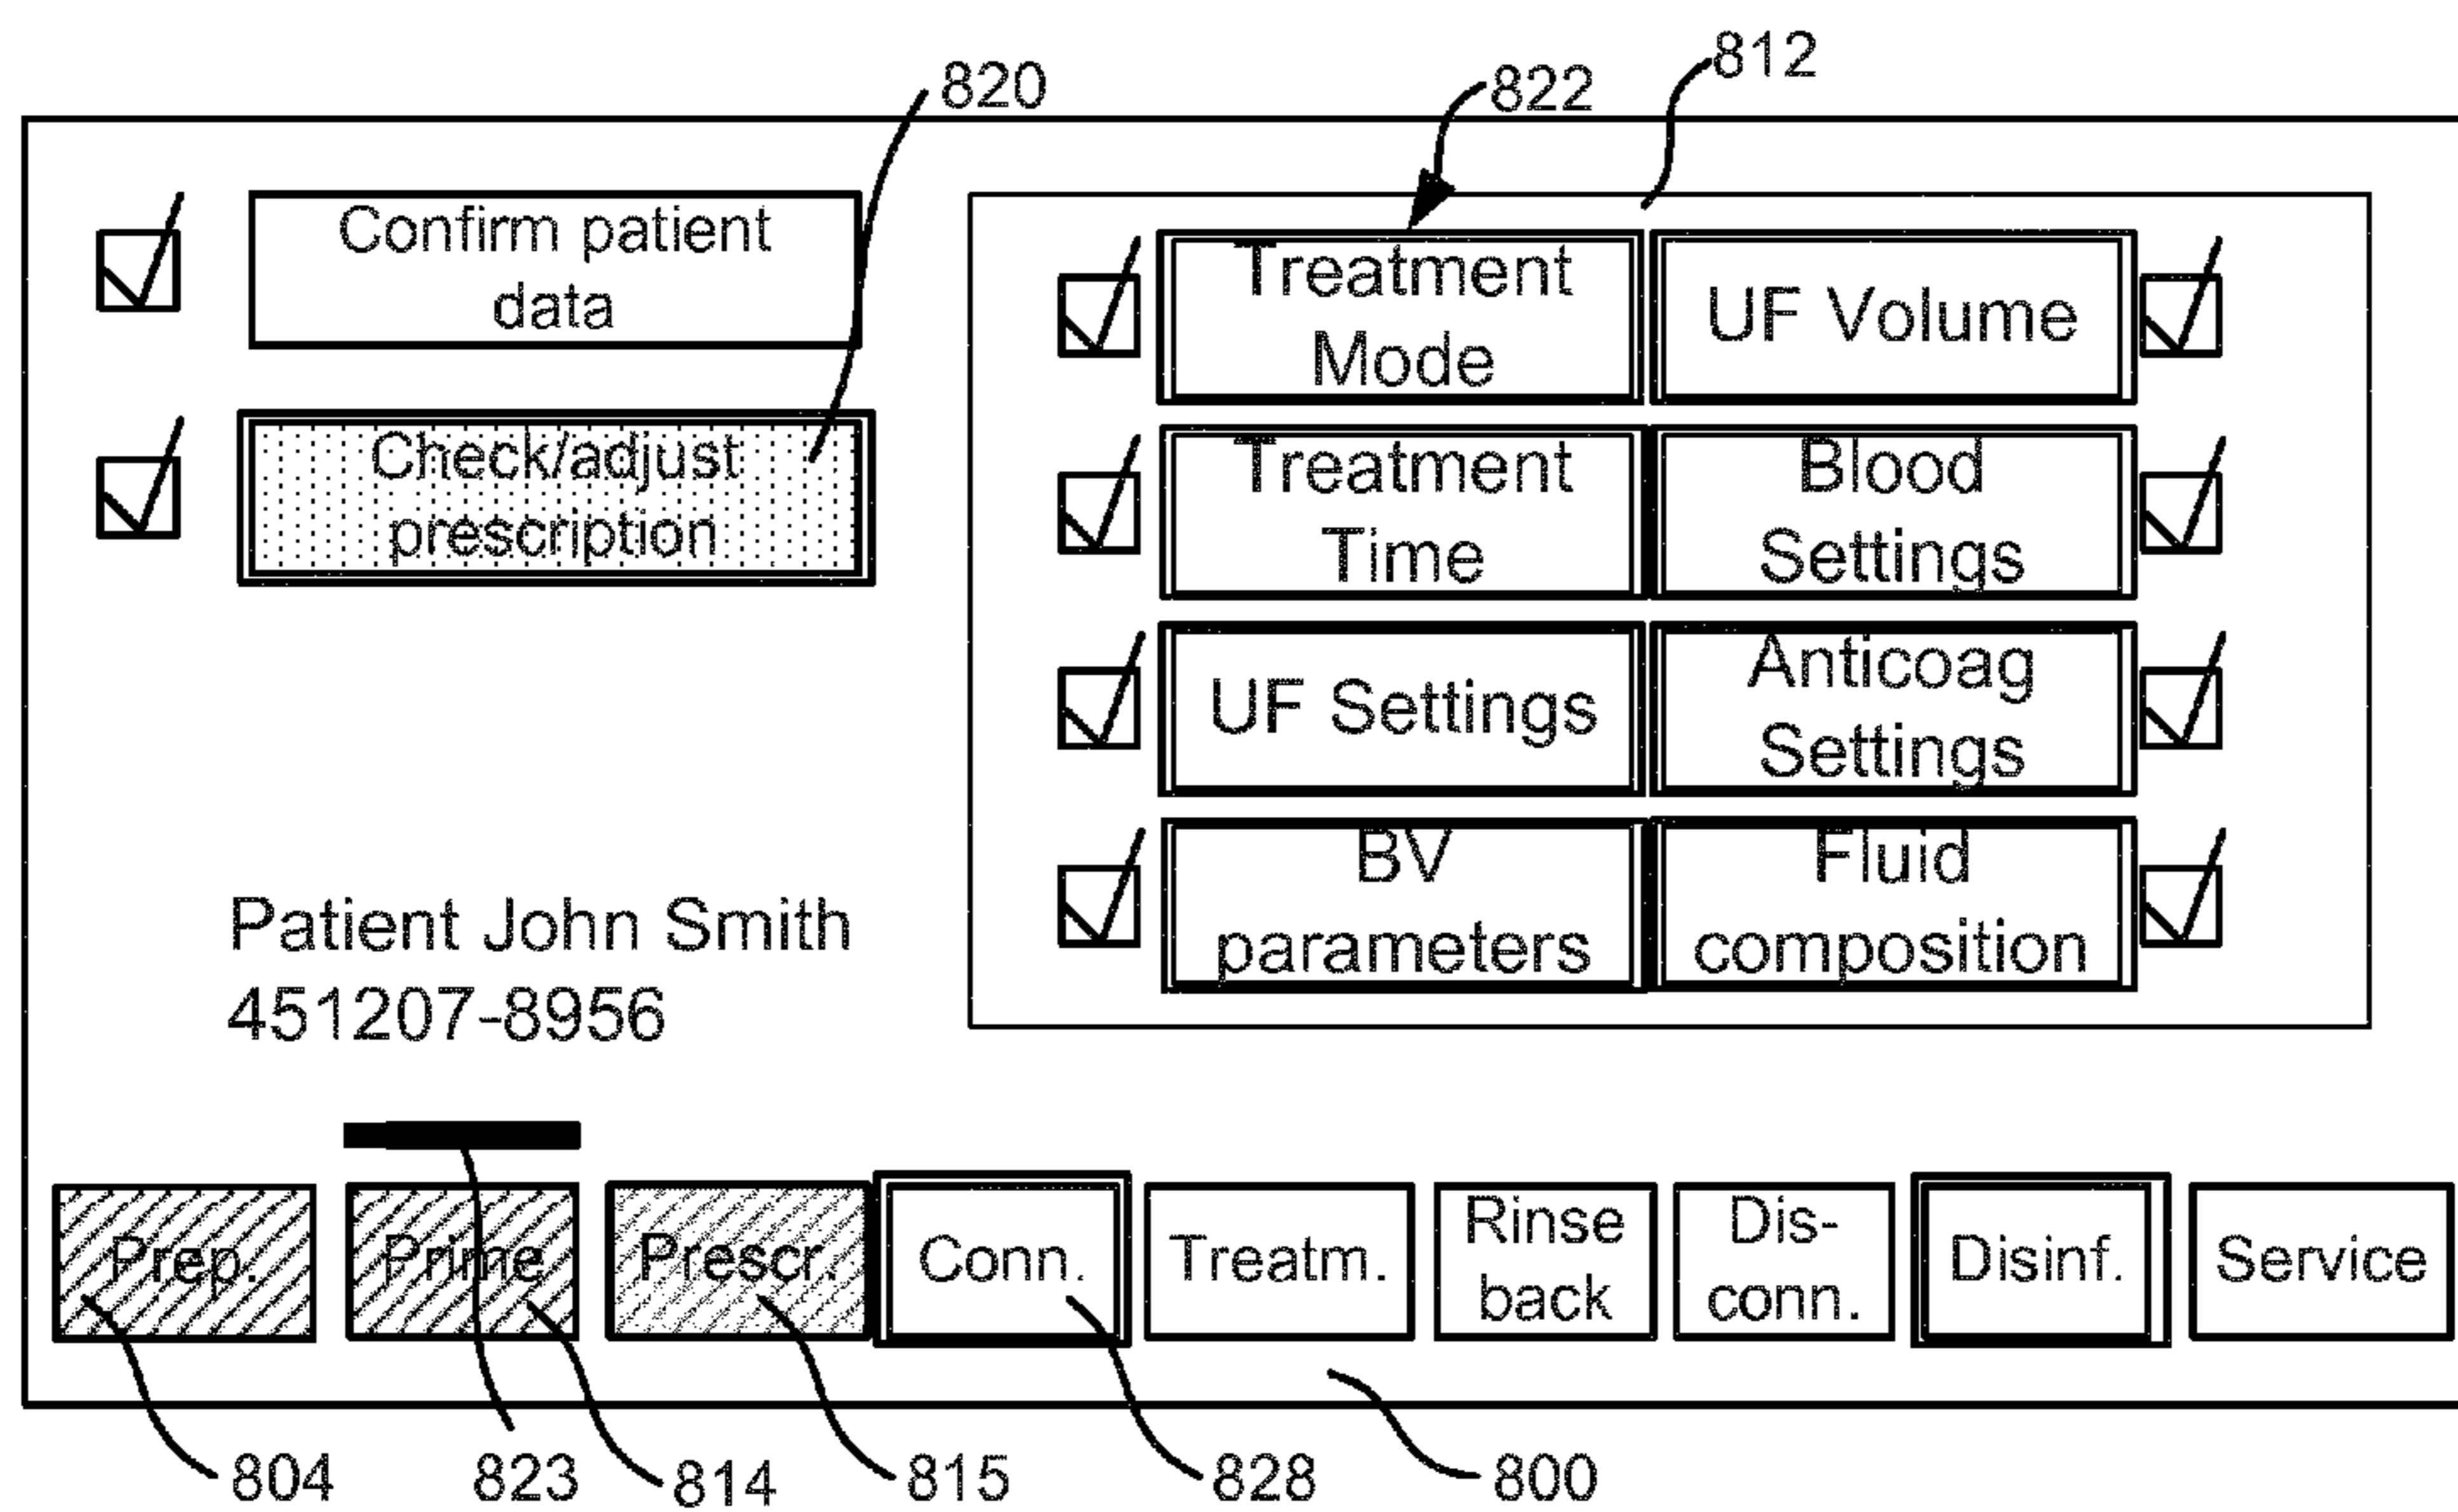 820
822
812
Confirm patient
data
Check/adjust
prescription
Treatment
Mode
UF Volume
Treatment
Time
Blood
Settings
UF Settings
Anticoag
Settings
BV
parameters
Fluid
composition
Patient John Smith
451207-8956
Prep.
Prime
Prescr.
Conn.
Treatm.
Rinse
back
Dis-
conn.
Disinf.
Service
804
823
814
815
828
800